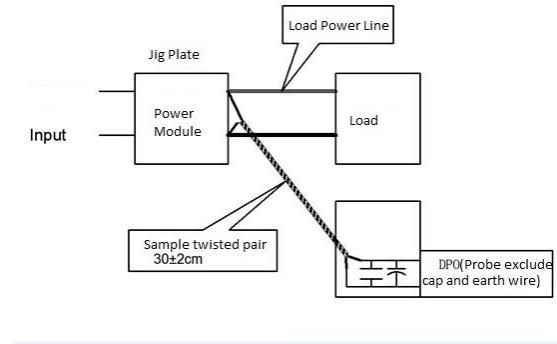 Load Power Line
Jig Plate
Power
Module
Load
Input
Sample twisted pair
30±2cm
DPO(Probe exclude
cap and earth wire)